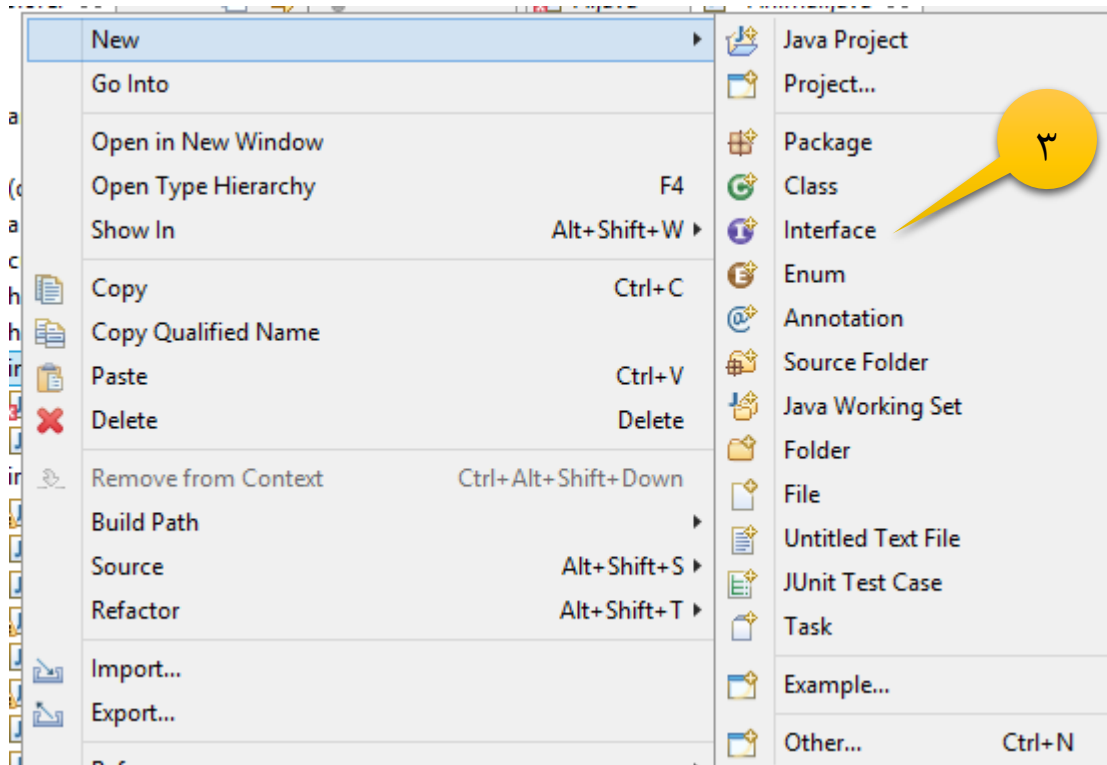 New
Go Into
Open in New Window
Open Type Hierarchy F4
Show In Alt+Shift+W
Copy Ctrl+C
Copy Qualified Name
Paste Ctrl+V
Delete Delete
Remove from Context Ctrl+Alt+Shift+Down
Build Path
Source Alt+Shift+S
Refactor Alt+Shift+T
Import...
Export...
Java Project
Project...
Package
Class
Interface
۳
Enum
Annotation
Source Folder
Java Working Set
Folder
File
Untitled Text File
JUnit Test Case
Task
Example...
Other... Ctrl+N